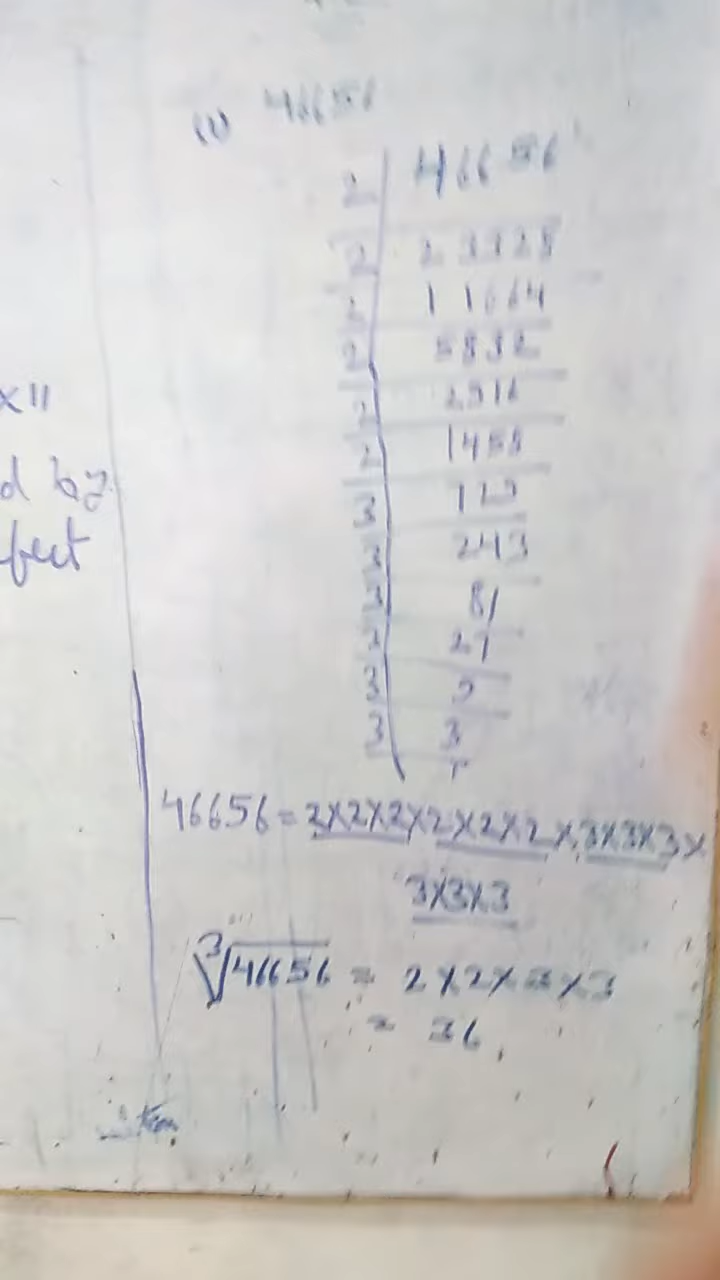 (i) 46656
2 | 46656
2 | 23328
2 | 11664
2 | 5832
2 | 2916
2 | 1458
3 | 729
3 | 243
3 | 81
3 | 27
3 | 9
3 | 3
1
x11
d by
fect
46656 = 2×2×2×2×2×2×3×3×3×
3×3×3
∛46656 = 2×2×3×3
= 36